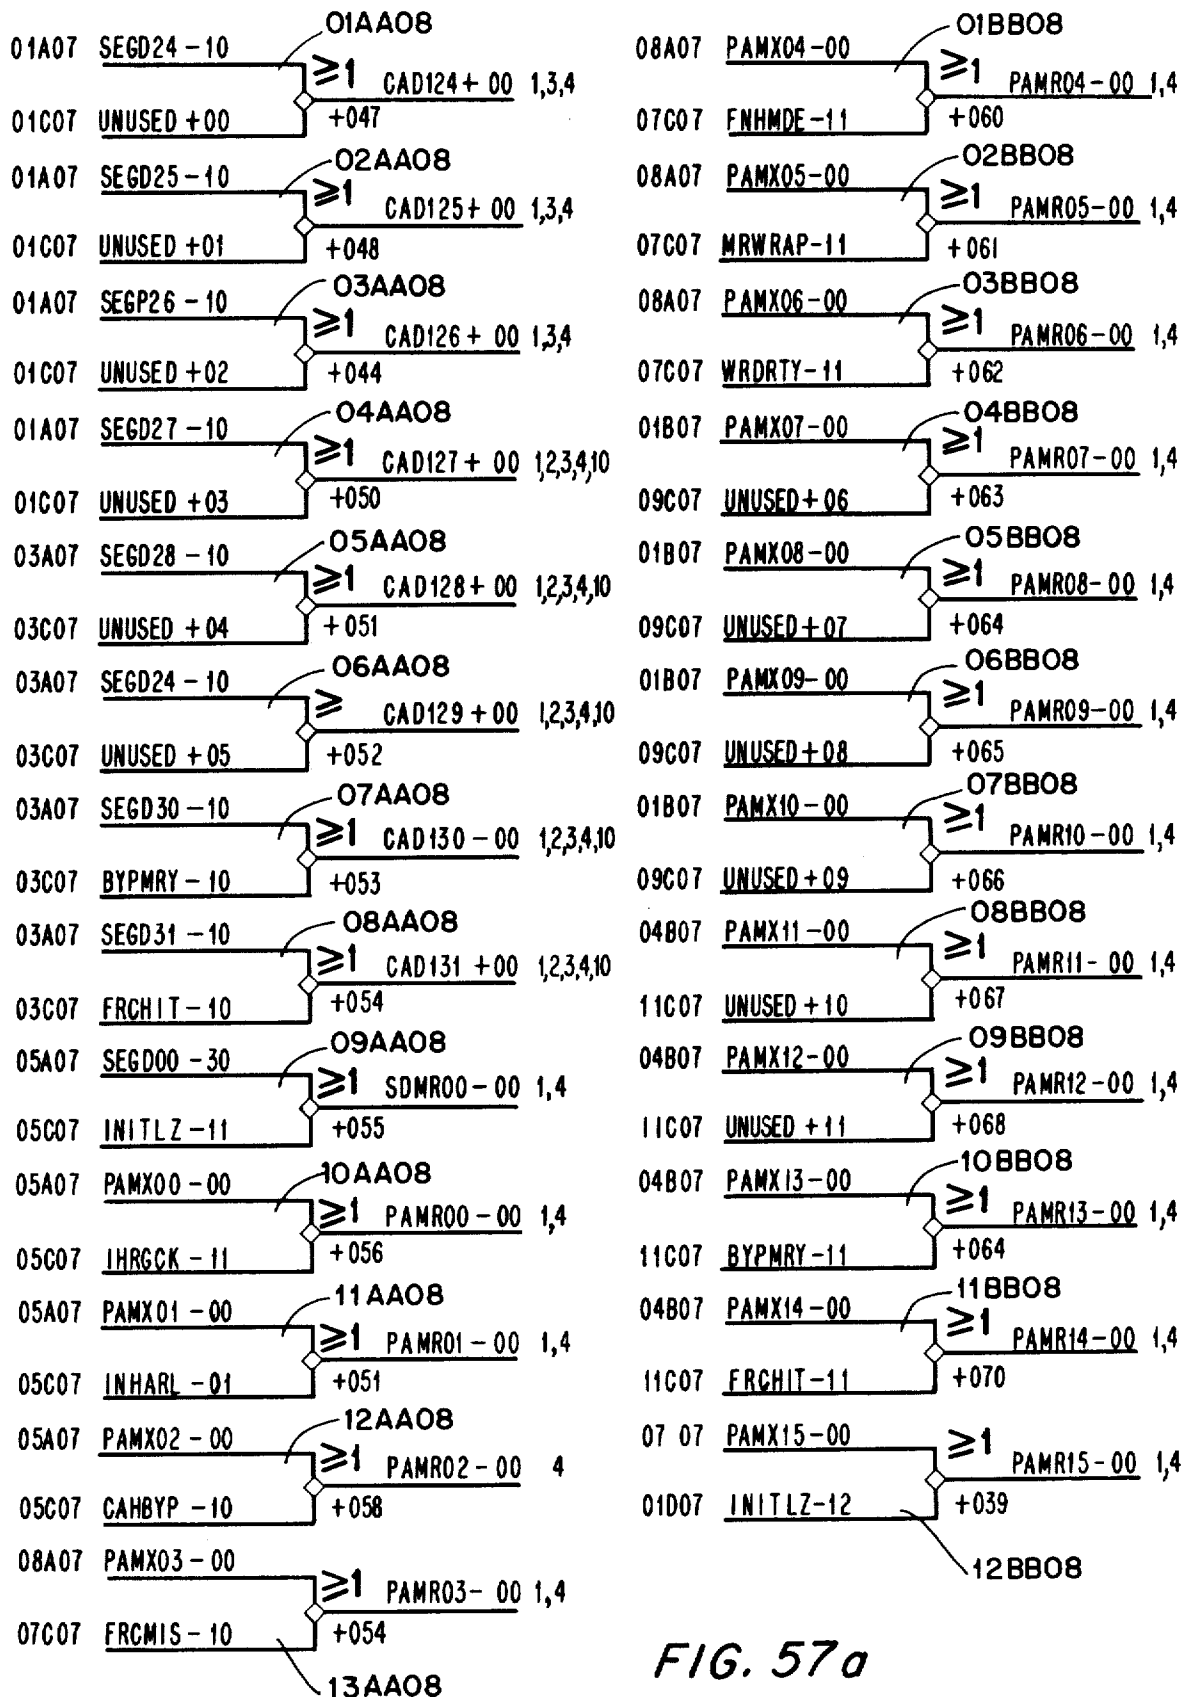 01AA08
01A07 SEGD24-10
≥1 CAD124+00 1,3,4
01C07 UNUSED+00
+047
02AA08
01A07 SEGD25-10
≥1 CAD125+00 1,3,4
01C07 UNUSED+01
+048
03AA08
01A07 SEGP26-10
≥1 CAD126+00 1,3,4
01C07 UNUSED+02
+044
04AA08
01A07 SEGD27-10
≥1 CAD127+00 1,2,3,4,10
01C07 UNUSED+03
+050
05AA08
03A07 SEGD28-10
≥1 CAD128+00 1,2,3,4,10
03C07 UNUSED+04
+051
06AA08
03A07 SEGD24-10
≥ CAD129+00 1,2,3,4,10
03C07 UNUSED+05
+052
07AA08
03A07 SEGD30-10
≥1 CAD130-00 1,2,3,4,10
03C07 BYPMRY-10
+053
08AA08
03A07 SEGD31-10
≥1 CAD131+00 1,2,3,4,10
03C07 FRCHIT-10
+054
09AA08
05A07 SEGD00-30
≥1 SDMR00-00 1,4
05C07 INITLZ-11
+055
10AA08
05A07 PAMX00-00
≥1 PAMR00-00 1,4
05C07 IHRGCK-11
+056
11AA08
05A07 PAMX01-00
≥1 PAMR01-00 1,4
05C07 INHARL-01
+051
12AA08
05A07 PAMX02-00
≥1 PAMR02-00 4
05C07 CAHBYP-10
+058
08A07 PAMX03-00
≥1 PAMR03-00 1,4
07C07 FRCMIS-10
+054
13AA08
01BB08
08A07 PAMX04-00
≥1 PAMR04-00 1,4
07C07 FNHMDE-11
+060
02BB08
08A07 PAMX05-00
≥1 PAMR05-00 1,4
07C07 MRWRAP-11
+061
03BB08
08A07 PAMX06-00
≥1 PAMR06-00 1,4
07C07 WRDRTY-11
+062
04BB08
01B07 PAMX07-00
≥1 PAMR07-00 1,4
09C07 UNUSED+06
+063
05BB08
01B07 PAMX08-00
≥1 PAMR08-00 1,4
09C07 UNUSED+07
+064
06BB08
01B07 PAMX09-00
≥1 PAMR09-00 1,4
09C07 UNUSED+08
+065
07BB08
01B07 PAMX10-00
≥1 PAMR10-00 1,4
09C07 UNUSED+09
+066
08BB08
04B07 PAMX11-00
≥1 PAMR11-00 1,4
11C07 UNUSED+10
+067
09BB08
04B07 PAMX12-00
≥1 PAMR12-00 1,4
11C07 UNUSED+11
+068
10BB08
04B07 PAMX13-00
≥1 PAMR13-00 1,4
11C07 BYPMRY-11
+064
11BB08
04B07 PAMX14-00
≥1 PAMR14-00 1,4
11C07 FRCHIT-11
+070
07 07 PAMX15-00
≥1 PAMR15-00 1,4
01D07 INITLZ-12
+039
12BB08
FIG. 57a